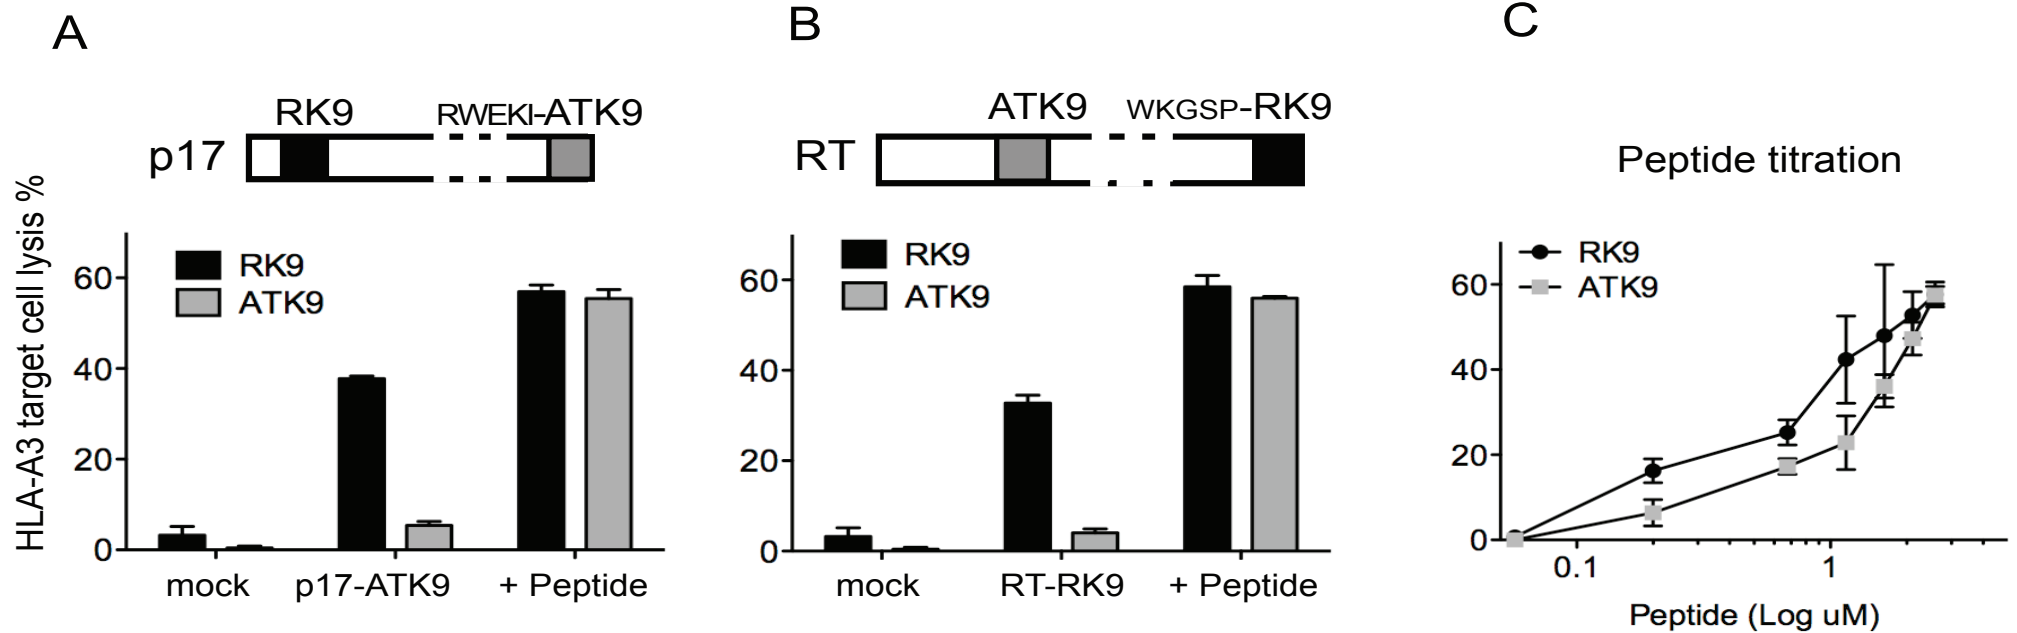 A
RK9 RWEKI-ATK9
p17
HLA-A3 target cell lysis %
RK9
ATK9
60
40
20
0
mock p17-ATK9 + Peptide
B
ATK9 WKGSP-RK9
RT
RK9
ATK9
60
40
20
0
mock RT-RK9 + Peptide
C
Peptide titration
RK9
ATK9
60
40
20
0
0.1 1
Peptide (Log uM)